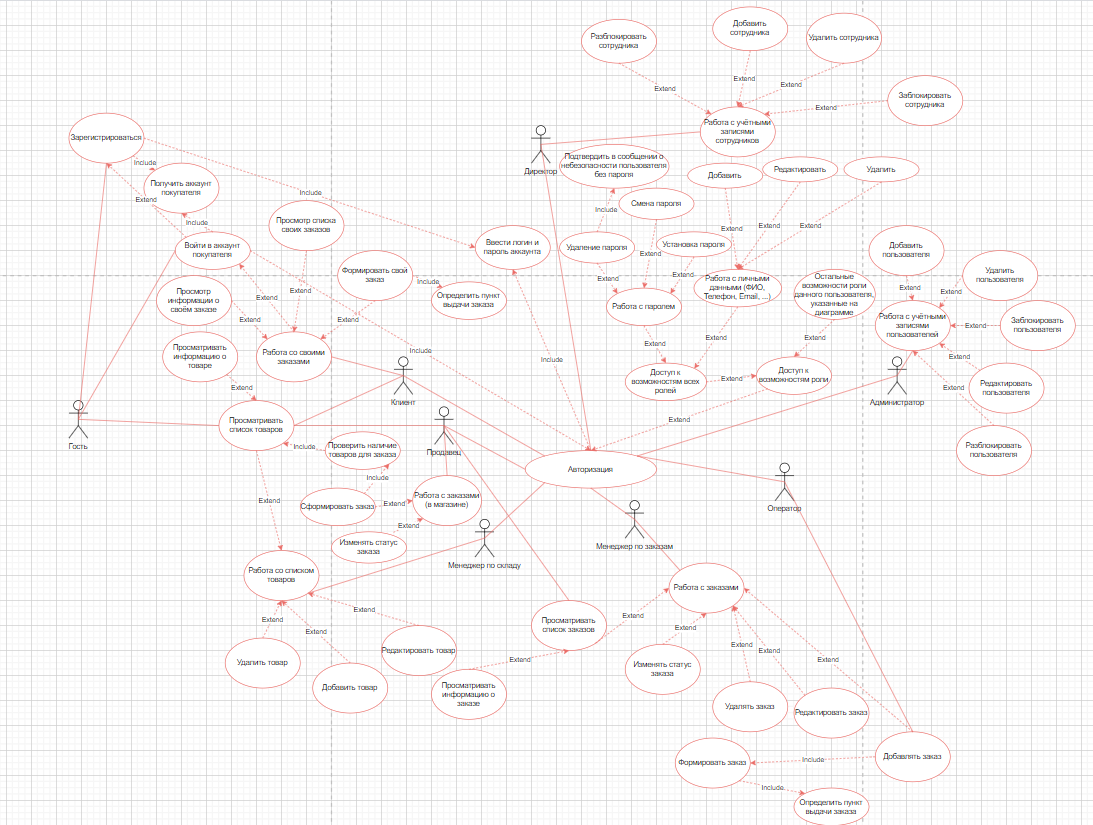 Разблокировать
сотрудника
Добавить
сотрудника
Удалить сотрудника
Заблокировать
сотрудника
Extend
Extend
Extend
Extend
Работа с учётными
записями
сотрудников
Директор
Зарегистрироваться
Include
Получить аккаунт
покупателя
Extend
Include
Include
Войти в аккаунт
покупателя
Просмотр списка
своих заказов
Подтвердить в сообщении о
небезопасности пользователя
без пароля
Добавить
Редактировать
Удалить
Смена пароля
Include
Extend
Extend
Extend
Ввести логин и
пароль аккаунта
Удаление пароля
Установка пароля
Extend
Extend
Extend
Работа с паролем
Работа с личными
данными (ФИО,
Телефон, Email, ...)
Остальные
возможности роли
данного пользователя,
указанные на
диаграмме
Добавить
пользователя
Удалить
пользователя
Extend
Extend
Работа с учётными
записями
пользователей
Extend
Заблокировать
пользователя
Extend
Редактировать
пользователя
Extend
Разблокировать
пользователя
Администратор
Формировать свой
заказ
Include
Определить пункт
выдачи заказа
Просмотр
информации о
своём заказе
Extend
Extend
Extend
Extend
Работа со своими
заказами
Просматривать
информацию о
товаре
Extend
Include
Include
Extend
Extend
Extend
Доступ к
возможностям всех
ролей
Extend
Доступ к
возможностям роли
Extend
Клиент
Гость
Просматривать
список товаров
Продавец
Include
Проверить наличие
товаров для заказа
Include
Авторизация
Сформировать заказ
Extend
Работа с заказами
(в магазине)
Extend
Изменять статус
заказа
Extend
Оператор
Менеджер по складу
Менеджер по заказам
Работа со списком
товаров
Extend
Extend
Extend
Удалить товар
Добавить товар
Редактировать товар
Работа с заказами
Просматривать
список заказов
Extend
Extend
Просматривать
информацию о
заказе
Extend
Изменять статус
заказа
Extend
Extend
Extend
Удалять заказ
Редактировать заказ
Формировать заказ
Include
Добавлять заказ
Include
Определить пункт
выдачи заказа